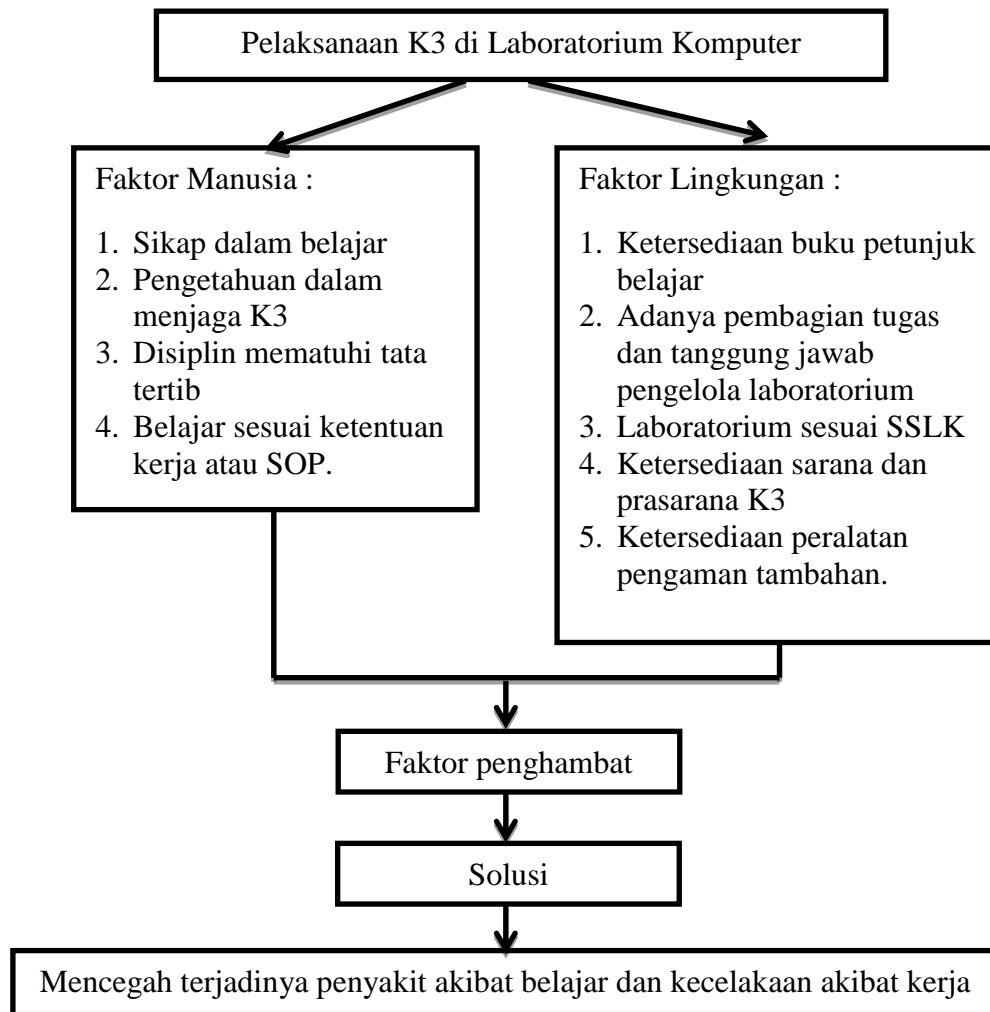 Pelaksanaan K3 di Laboratorium Komputer
Faktor Manusia :
1. Sikap dalam belajar
2. Pengetahuan dalam
menjaga K3
3. Disiplin mematuhi tata
tertib
4. Belajar sesuai ketentuan
kerja atau SOP.
Faktor Lingkungan :
1. Ketersediaan buku petunjuk
belajar
2. Adanya pembagian tugas
dan tanggung jawab
pengelola laboratorium
3. Laboratorium sesuai SSLK
4. Ketersediaan sarana dan
prasarana K3
5. Ketersediaan peralatan
pengaman tambahan.
Faktor penghambat
Solusi
Mencegah terjadinya penyakit akibat belajar dan kecelakaan akibat kerja